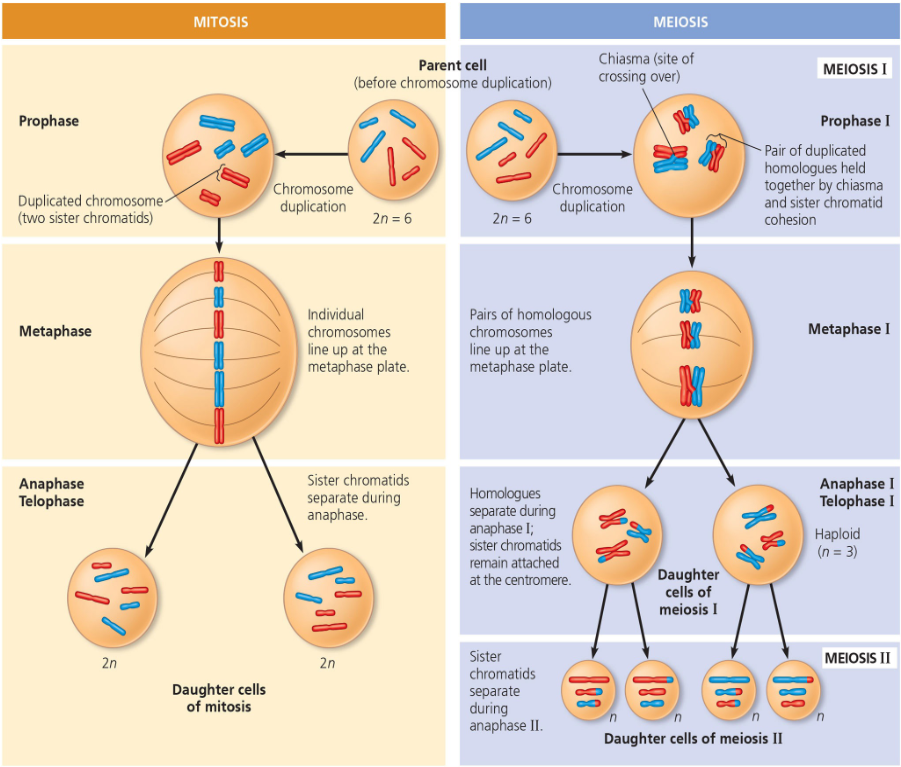 MITOSIS
MEIOSIS
Parent cell
(before chromosome duplication)
Chiasma (site of
crossing over)
MEIOSIS I
Prophase
Prophase I
Duplicated chromosome
(two sister chromatids)
Chromosome
duplication
2n = 6
2n = 6
Chromosome
duplication
Pair of duplicated
homologues held
together by chiasma
and sister chromatid
cohesion
Metaphase
Individual
chromosomes
line up at the
metaphase plate.
Pairs of homologous
chromosomes
line up at the
metaphase plate.
Metaphase I
Anaphase
Telophase
Sister chromatids
separate during
anaphase.
2n
2n
Daughter cells
of mitosis
Homologues
separate during
anaphase I;
sister chromatids
remain attached
at the centromere.
Anaphase I
Telophase I
Haploid
(n = 3)
Daughter
cells of
meiosis I
Sister
chromatids
separate
during
anaphase II.
MEIOSIS II
n
n
n
n
Daughter cells of meiosis II